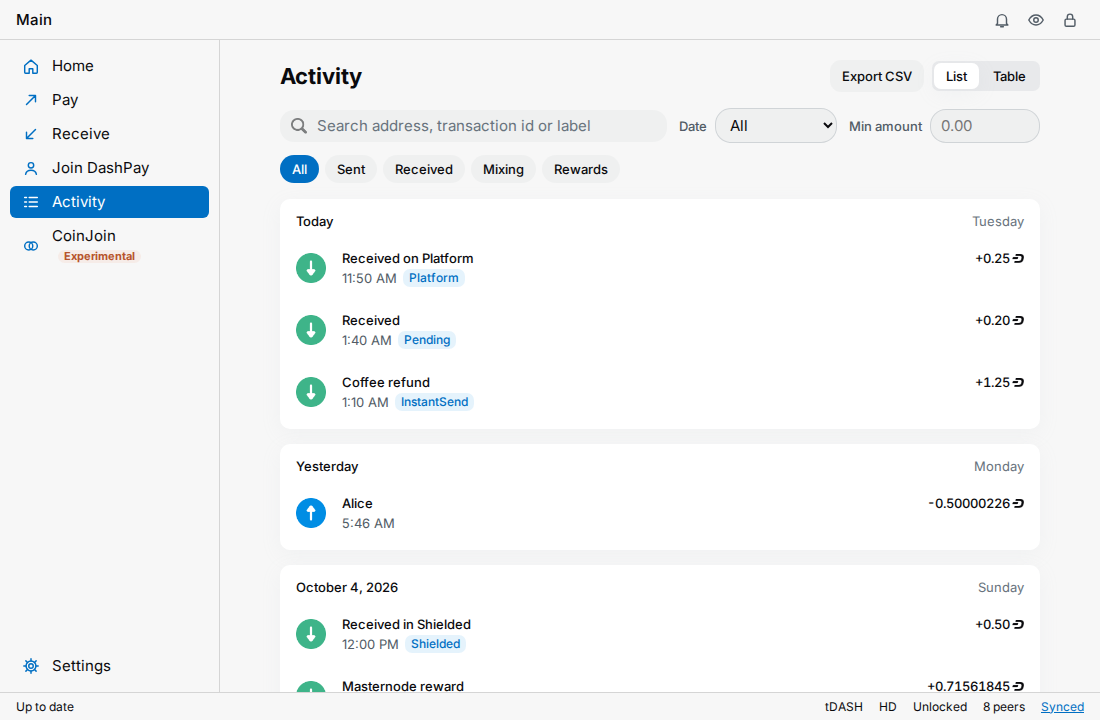 Main
Home
Pay
Receive
Join DashPay
Activity
CoinJoin
Experimental
Settings
Activity
Export CSV
List
Table
Search address, transaction id or label
Date
All
Min amount
0.00
All
Sent
Received
Mixing
Rewards
Today
Tuesday
Received on Platform
+0.25
11:50 AM
Platform
Received
+0.20
1:40 AM
Pending
Coffee refund
+1.25
1:10 AM
InstantSend
Yesterday
Monday
Alice
-0.50000226
5:46 AM
October 4, 2026
Sunday
Received in Shielded
+0.50
12:00 PM
Shielded
Masternode reward
+0.71561845
Up to date
tDASH
HD
Unlocked
8 peers
Synced